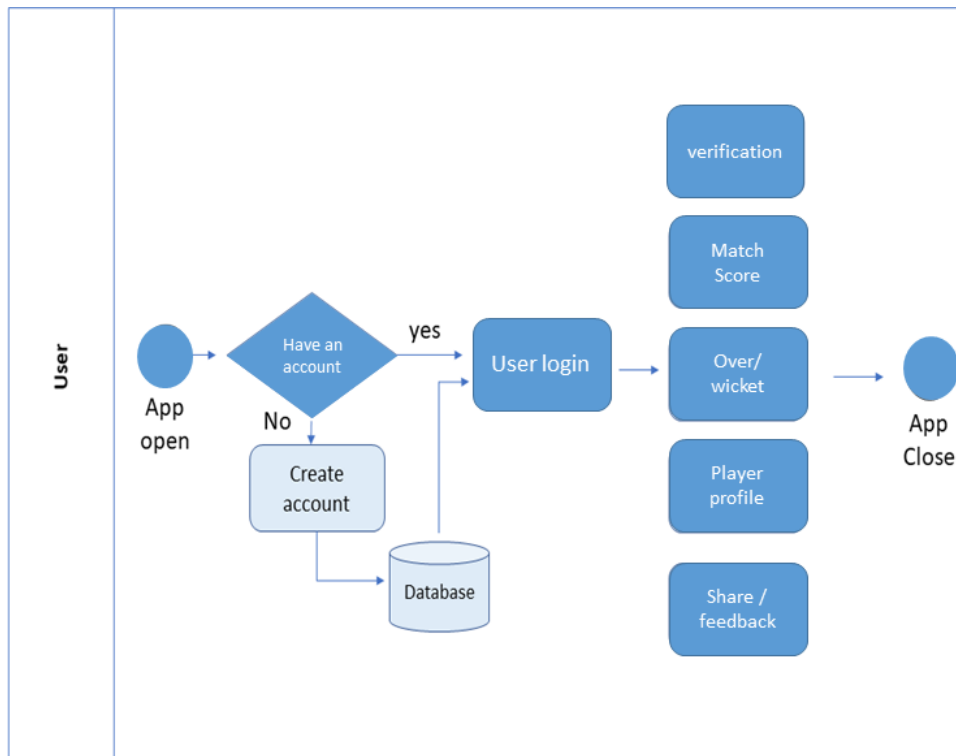 User
App
open
Have an
account
yes
No
Create
account
Database
User login
verification
Match
Score
Over/
wicket
Player
profile
Share /
feedback
App
Close